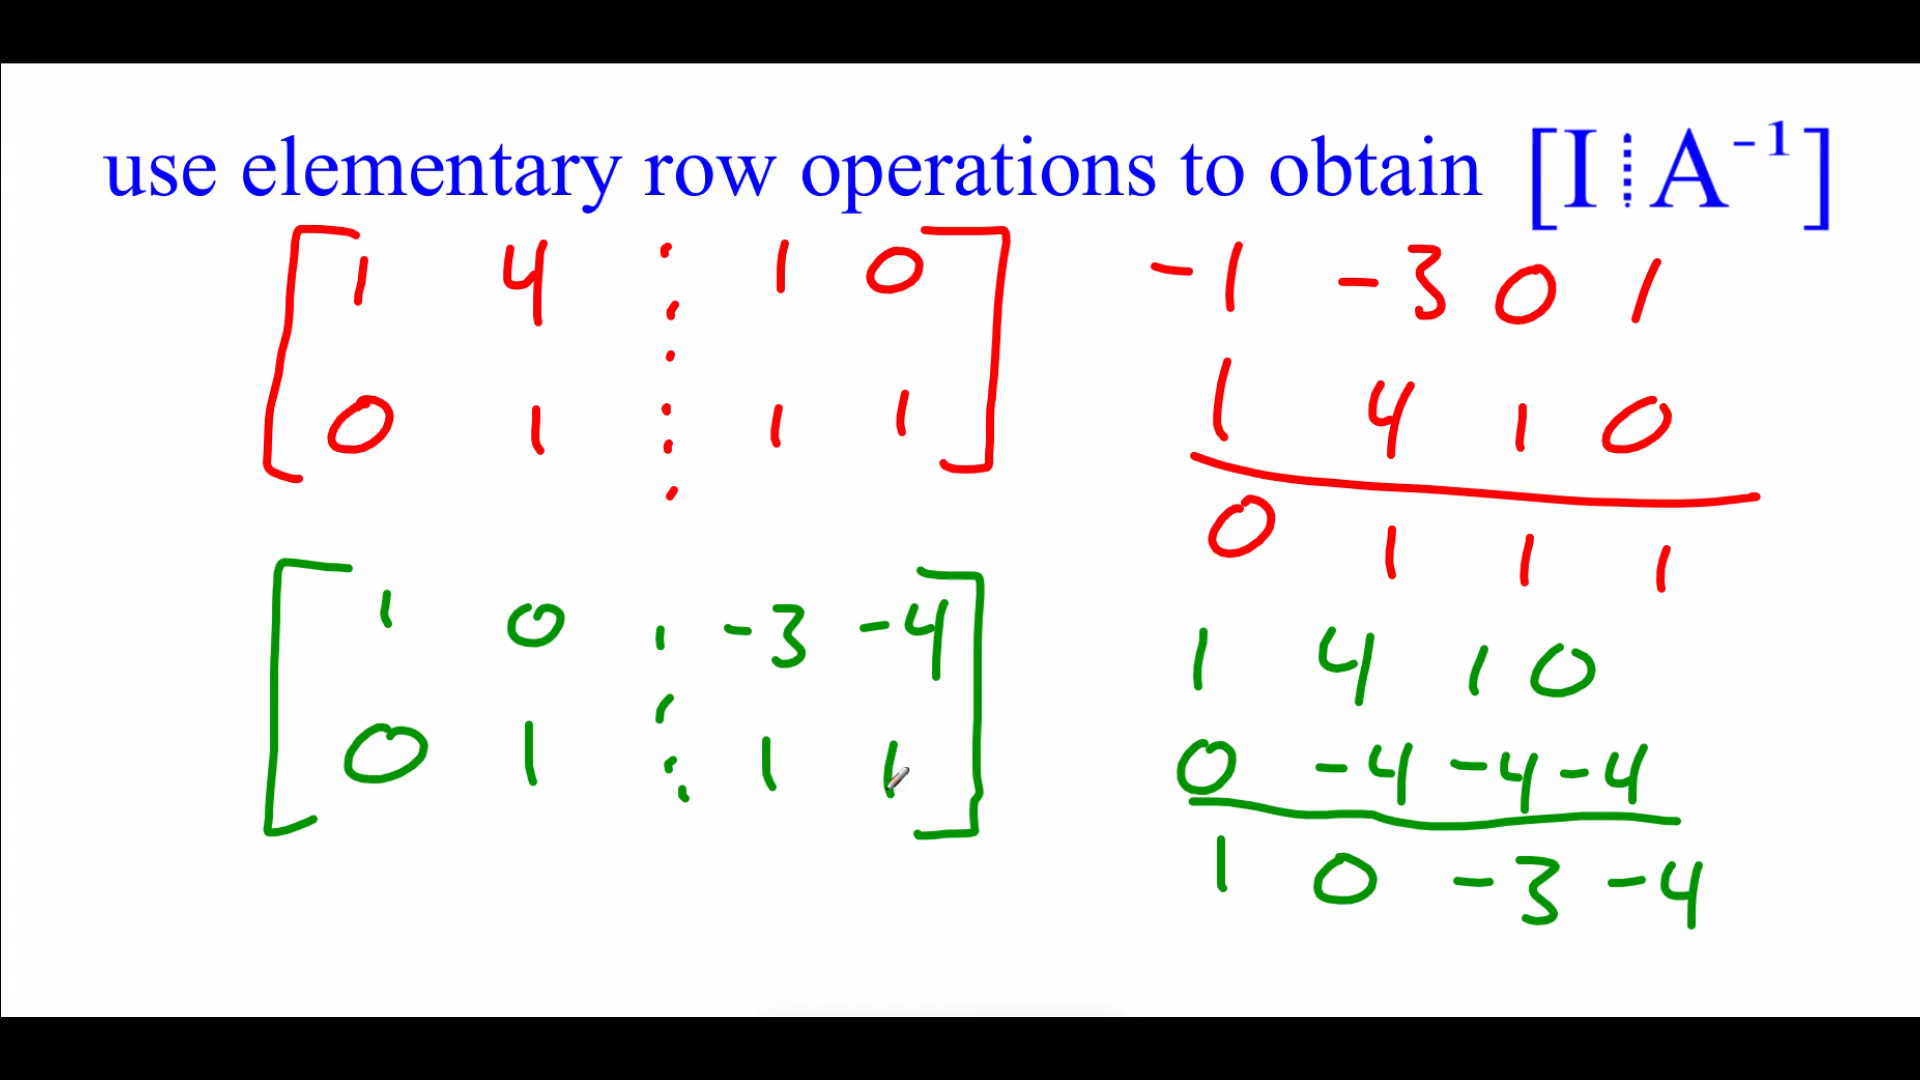 use elementary row operations to obtain [I ⋮ A⁻¹]
1 4 ⋮ 1 0
0 1 ⋮ 1 1
-1 -3 0 1
1 4 1 0
0 1 1 1
1 0 ⋮ -3 -4
0 1 ⋮ 1 1
1 4 1 0
0 -4 -4 -4
1 0 -3 -4